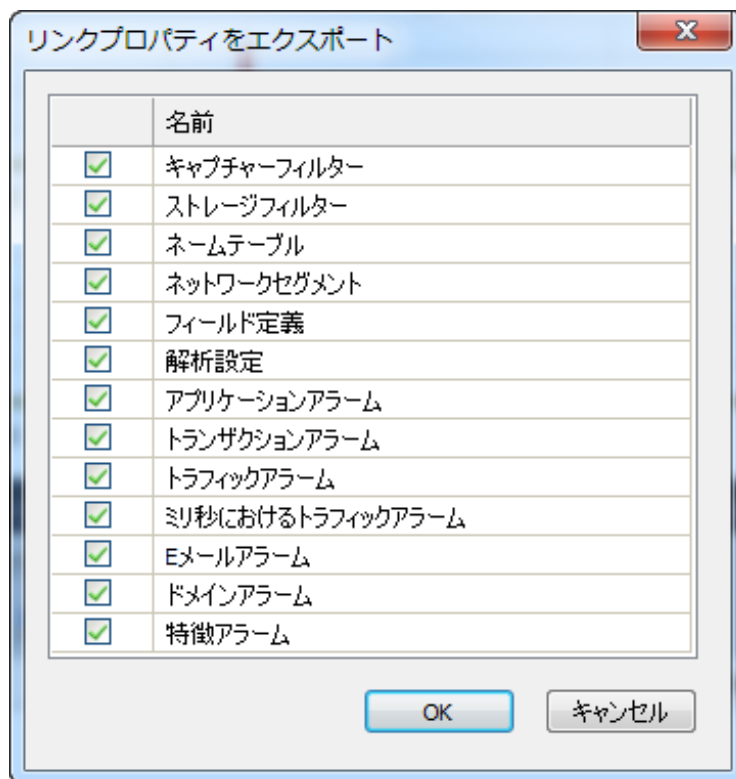 リンクプロパティをエクスポート
名前
キャプチャーフィルター
ストレージフィルター
ネームテーブル
ネットワークセグメント
フィールド定義
解析設定
アプリケーションアラーム
トランザクションアラーム
トラフィックアラーム
ミリ秒におけるトラフィックアラーム
Eメールアラーム
ドメインアラーム
特徴アラーム
OK キャンセル